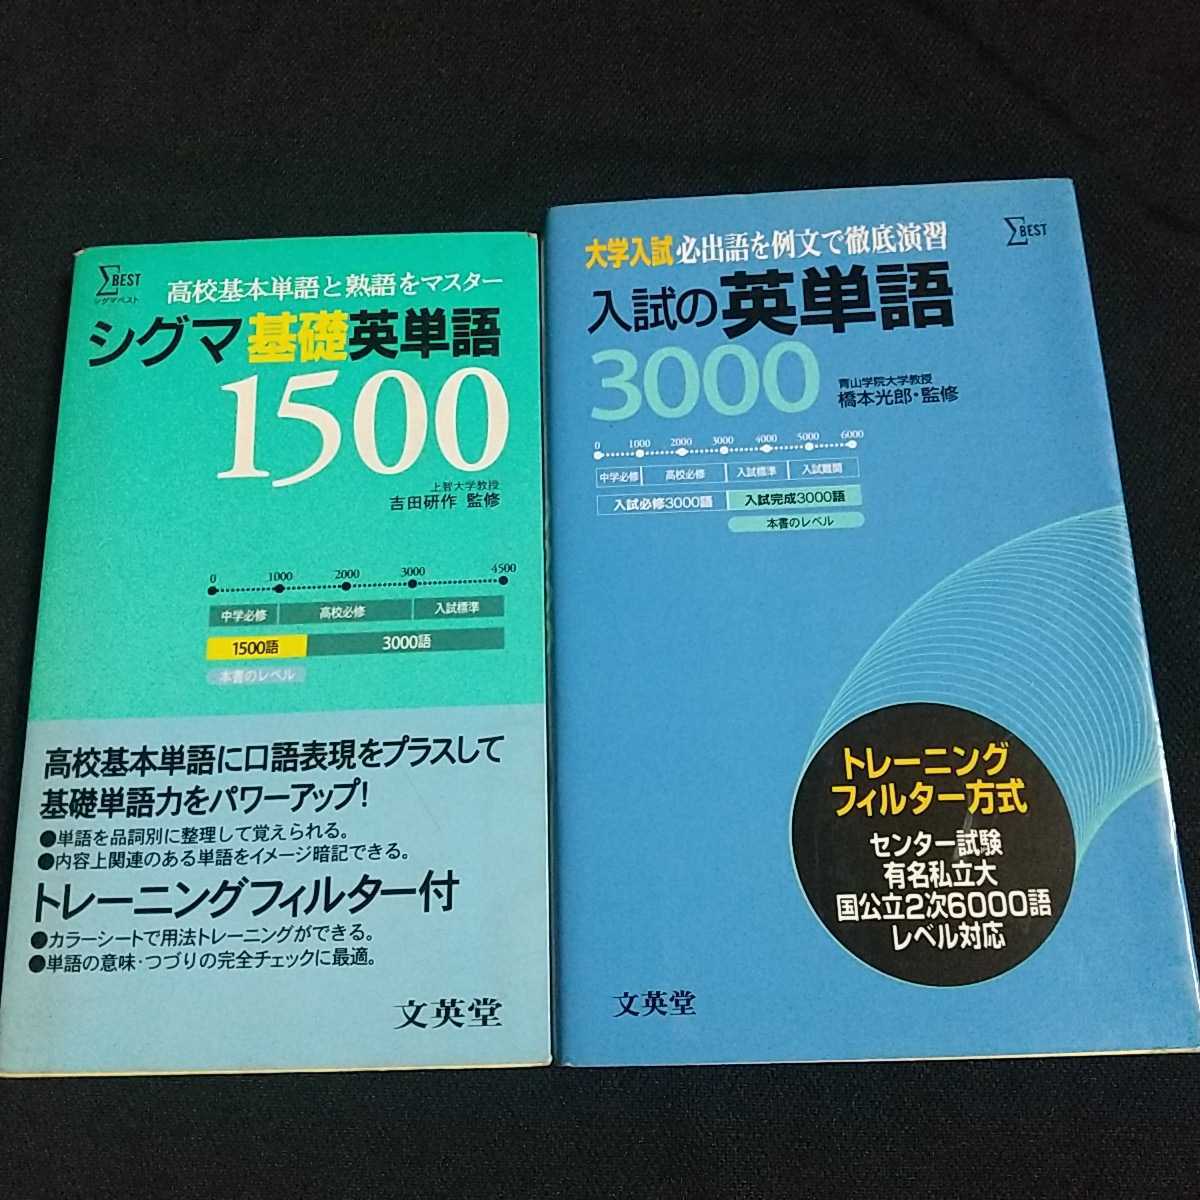 ΣBEST
シグマベスト
高校基本単語と熟語をマスター
シグマ基礎英単語
1500
上智大学教授
吉田研作 監修
0 1000 2000 3000 4500
中学必修 高校必修 入試標準
1500語 3000語
本書のレベル
高校基本単語に口語表現をプラスして
基礎単語力をパワーアップ!
●単語を品詞別に整理して覚えられる。
●内容上関連のある単語をイメージ暗記できる。
トレーニングフィルター付
●カラーシートで用法トレーニングができる。
●単語の意味・つづりの完全チェックに最適。
文英堂
ΣBEST
大学入試必出語を例文で徹底演習
入試の英単語
3000
青山学院大学教授
橋本光郎・監修
0 1000 2000 3000 4000 5000 6000
中学必修 高校必修 入試標準 入試難関
入試必修3000語 入試完成3000語
本書のレベル
トレーニング
フィルター方式
センター試験
有名私立大
国公立2次6000語
レベル対応
文英堂